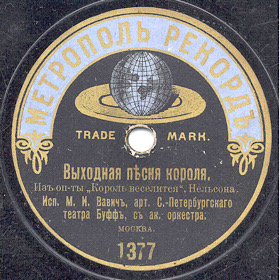 МЕТРОПОЛЬ РЕКОРДЪ
TRADE MARK.
Выходная пѣсня короля.
Изъ оп-ты „Король веселится“, Нельсона.
Исп. М. И. Вавичъ, арт. С.-Петербургскаго
театра Буффъ, съ ак. оркестра.
МОСКВА.
1377